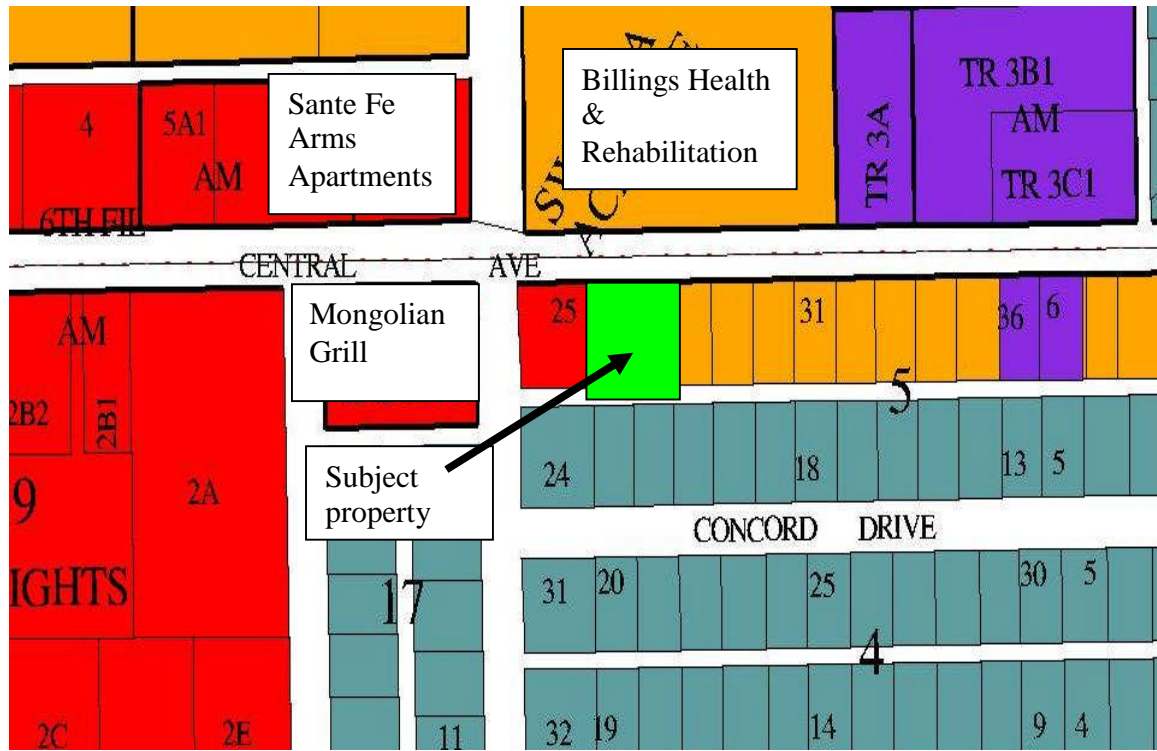 Sante Fe
Arms
Apartments
Billings Health
&
Rehabilitation
4
5A1
AM
6TH FIL
TR 3A
TR 3B1
AM
TR 3C1
CENTRAL AVE
Mongolian
Grill
AM
2B2
2B1
9
2A
IGHTS
2C
2E
25
31
36
6
5
Subject
property
24
18
13
5
CONCORD DRIVE
17
11
31
20
25
30
5
4
32
19
14
9
4